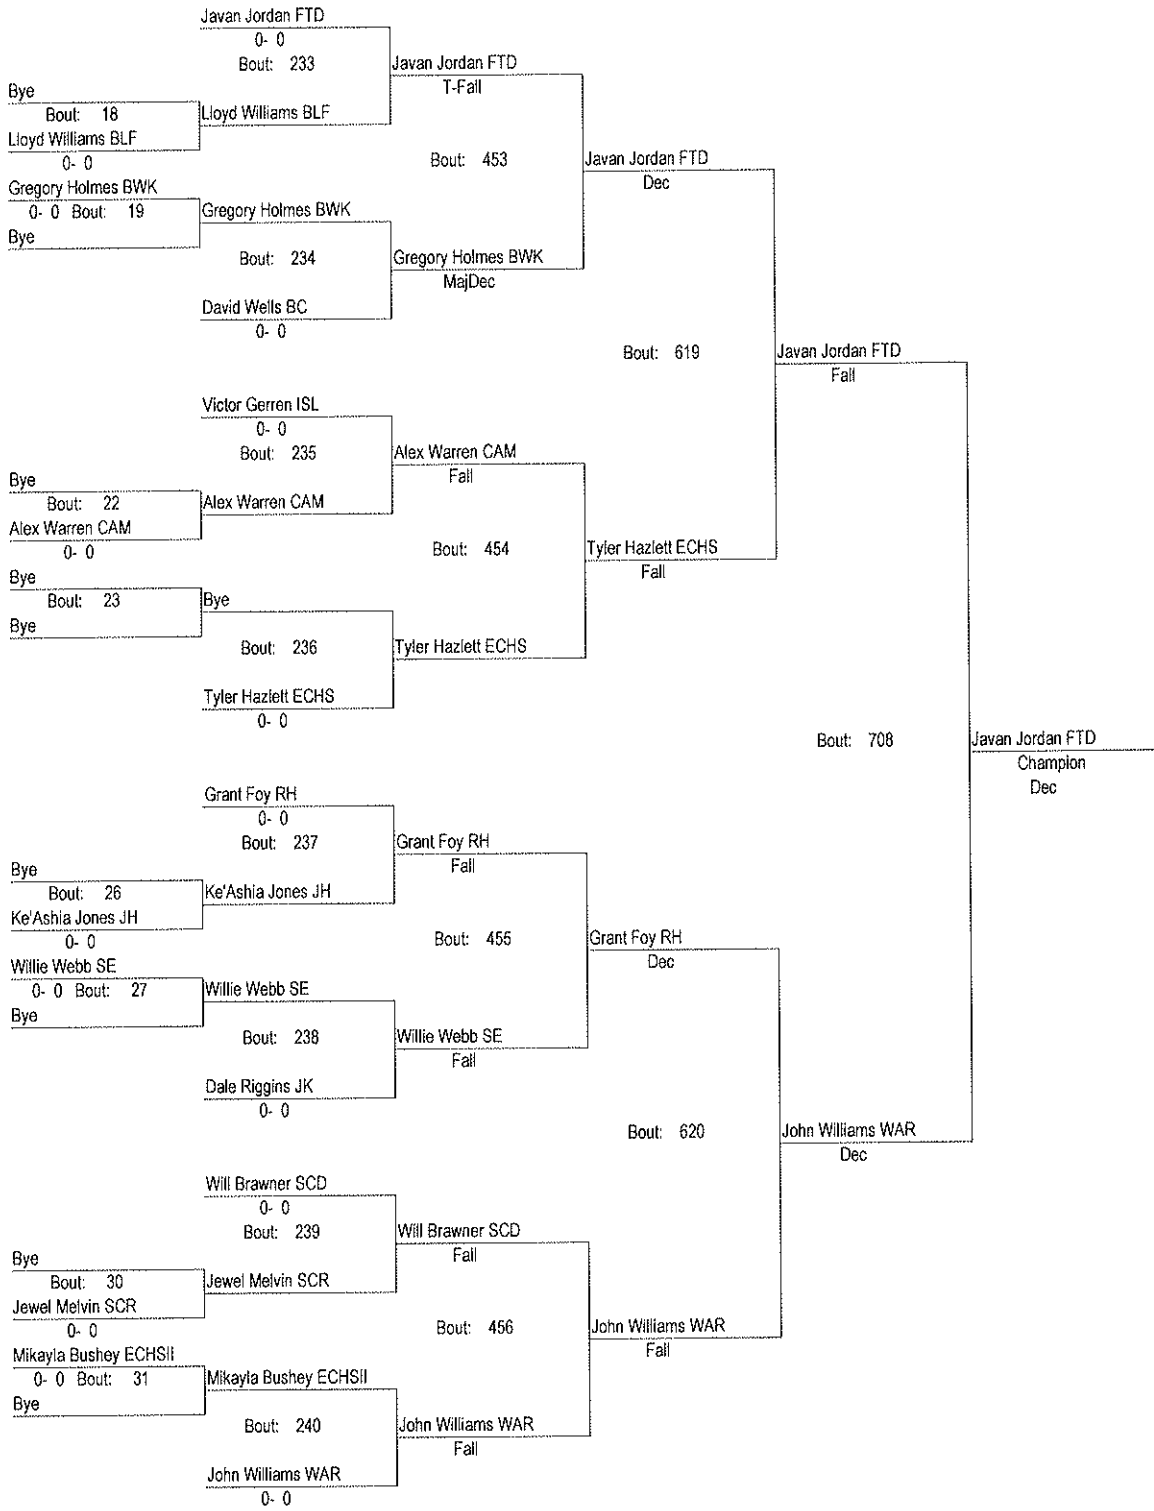 Javan Jordan FTD
0- 0
Bout: 233
Javan Jordan FTD
T-Fall
Bye
Bout: 18
Lloyd Williams BLF
Lloyd Williams BLF
0- 0
Bout: 453
Javan Jordan FTD
Dec
Gregory Holmes BWK
0- 0 Bout: 19
Gregory Holmes BWK
Bye
Bout: 234
Gregory Holmes BWK
MajDec
David Wells BC
0- 0
Bout: 619
Javan Jordan FTD
Fall
Victor Gerren ISL
0- 0
Bout: 235
Alex Warren CAM
Fall
Bye
Bout: 22
Alex Warren CAM
Alex Warren CAM
0- 0
Bout: 454
Tyler Hazlett ECHS
Fall
Bye
Bout: 23
Bye
Bye
Bout: 236
Tyler Hazlett ECHS
Tyler Hazlett ECHS
0- 0
Bout: 708
Javan Jordan FTD
Champion
Dec
Grant Foy RH
0- 0
Bout: 237
Grant Foy RH
Fall
Bye
Bout: 26
Ke'Ashia Jones JH
Ke'Ashia Jones JH
0- 0
Bout: 455
Grant Foy RH
Dec
Willie Webb SE
0- 0 Bout: 27
Willie Webb SE
Bye
Bout: 238
Willie Webb SE
Fall
Dale Riggins JK
0- 0
Bout: 620
John Williams WAR
Dec
Will Brawner SCD
0- 0
Bout: 239
Will Brawner SCD
Fall
Bye
Bout: 30
Jewel Melvin SCR
Jewel Melvin SCR
0- 0
Bout: 456
John Williams WAR
Fall
Mikayla Bushey ECHSII
0- 0 Bout: 31
Mikayla Bushey ECHSII
Bye
Bout: 240
John Williams WAR
Fall
John Williams WAR
0- 0